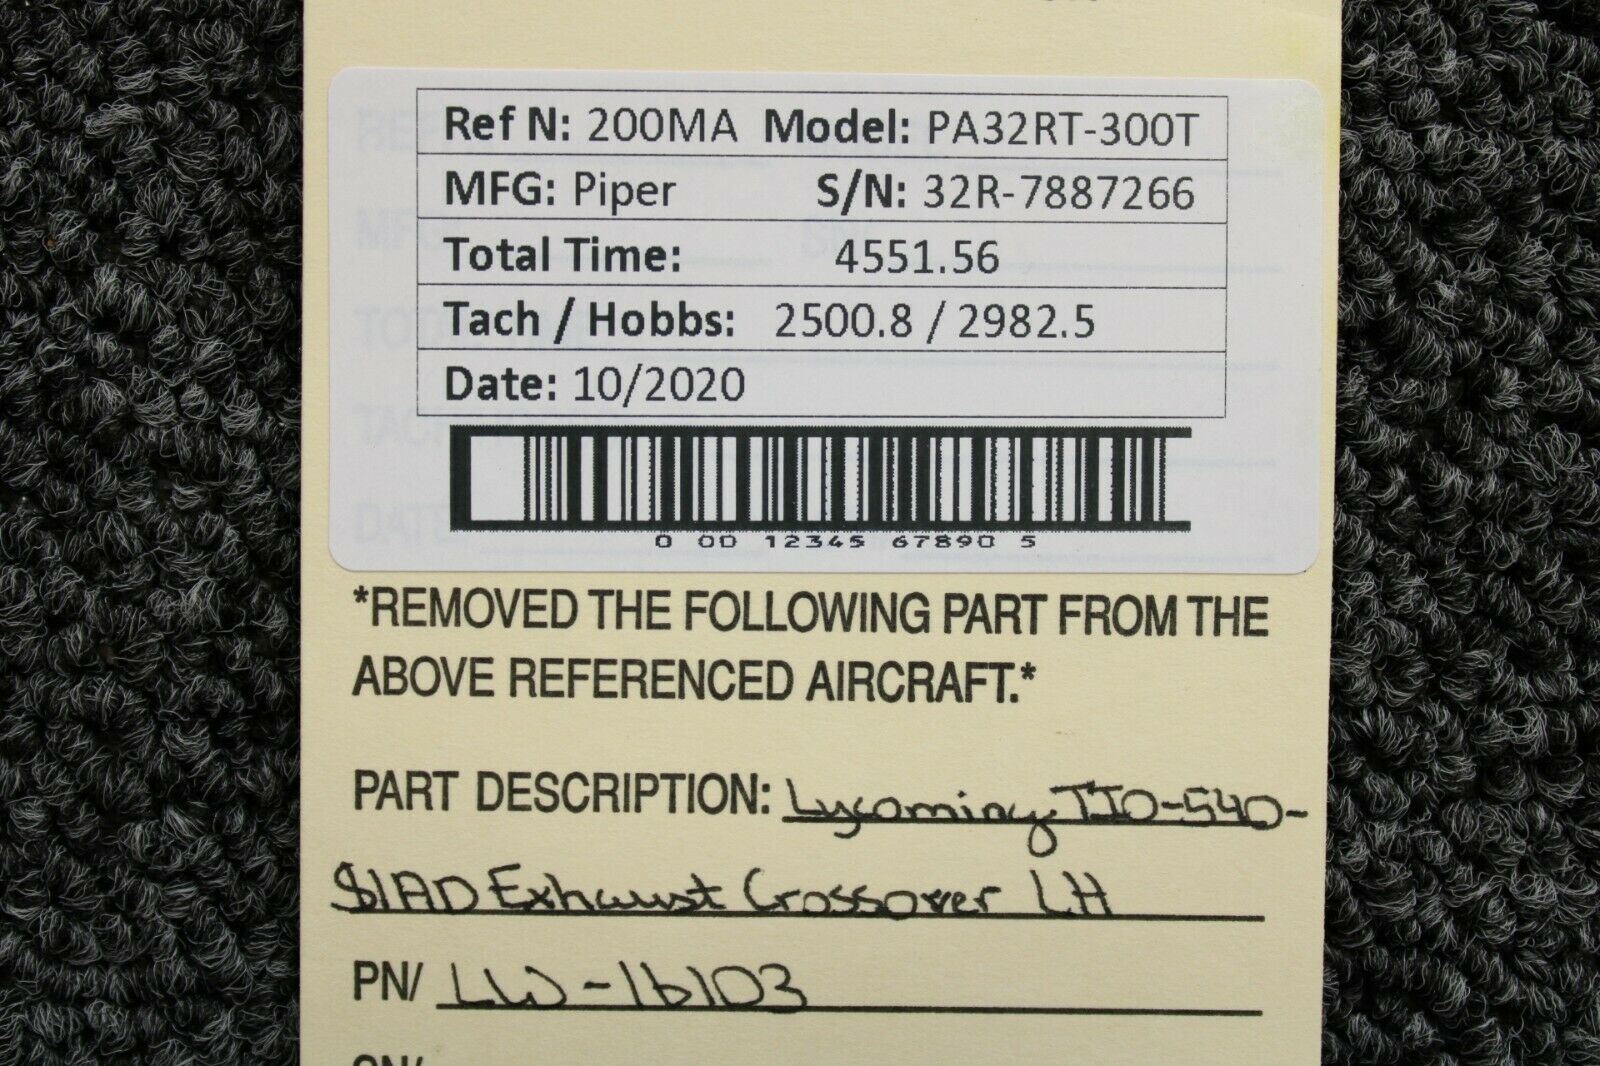 Ref N: 200MA Model: PA32RT-300T
MFG: Piper S/N: 32R-7887266
Total Time: 4551.56
Tach / Hobbs: 2500.8 / 2982.5
Date: 10/2020
0 00 12345 67890 5
*REMOVED THE FOLLOWING PART FROM THE
ABOVE REFERENCED AIRCRAFT.*
PART DESCRIPTION: Lycoming TIO-540-
S1AD Exhaust Crossover LH
PN/ LW-16103